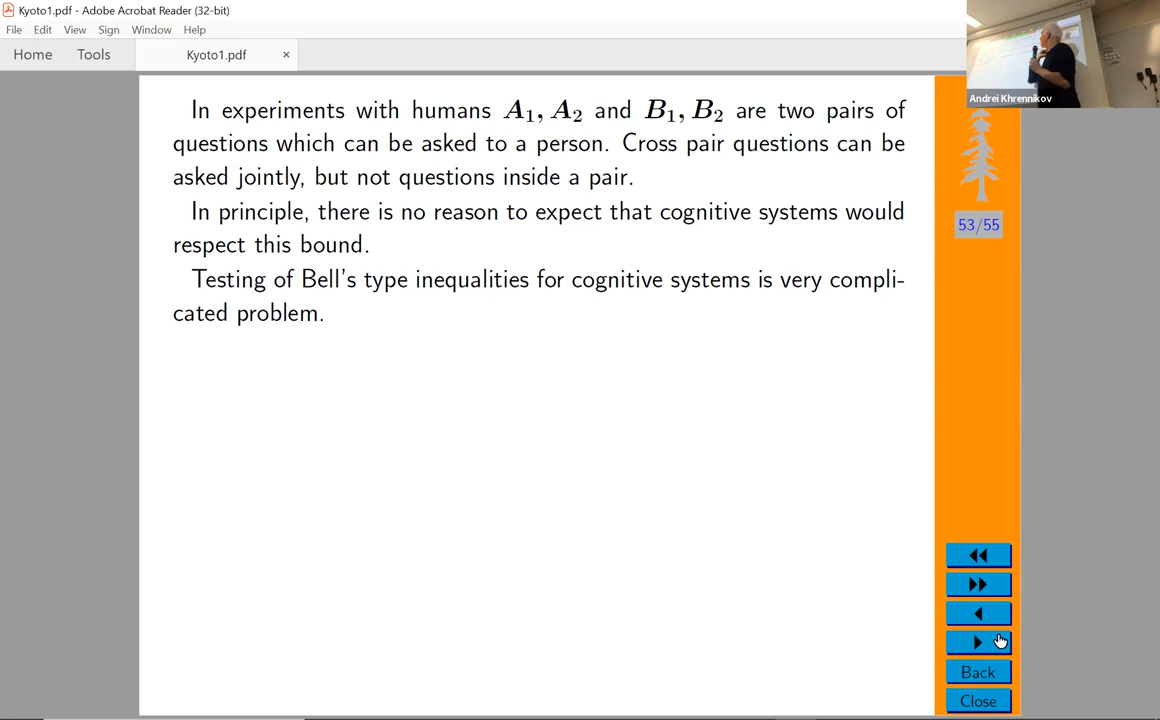 Kyoto1.pdf - Adobe Acrobat Reader (32-bit)
File Edit View Sign Window Help
Home Tools Kyoto1.pdf ×
Andrei Khrennikov
In experiments with humans A₁, A₂ and B₁, B₂ are two pairs of
questions which can be asked to a person. Cross pair questions can be
asked jointly, but not questions inside a pair.
In principle, there is no reason to expect that cognitive systems would
respect this bound.
Testing of Bell's type inequalities for cognitive systems is very compli-
cated problem.
53/55
Back
Close